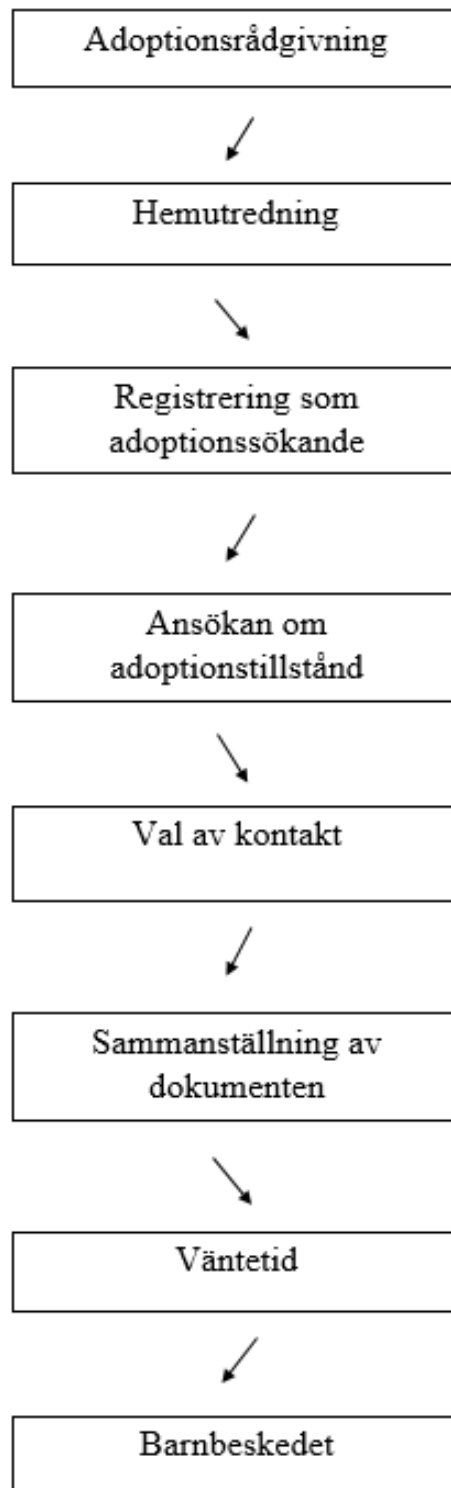 Adoptionsrådgivning
Hemutredning
Registrering som
adoptionssökande
Ansökan om
adoptionstillstånd
Val av kontakt
Sammanställning av
dokumenten
Väntetid
Barnbeskedet